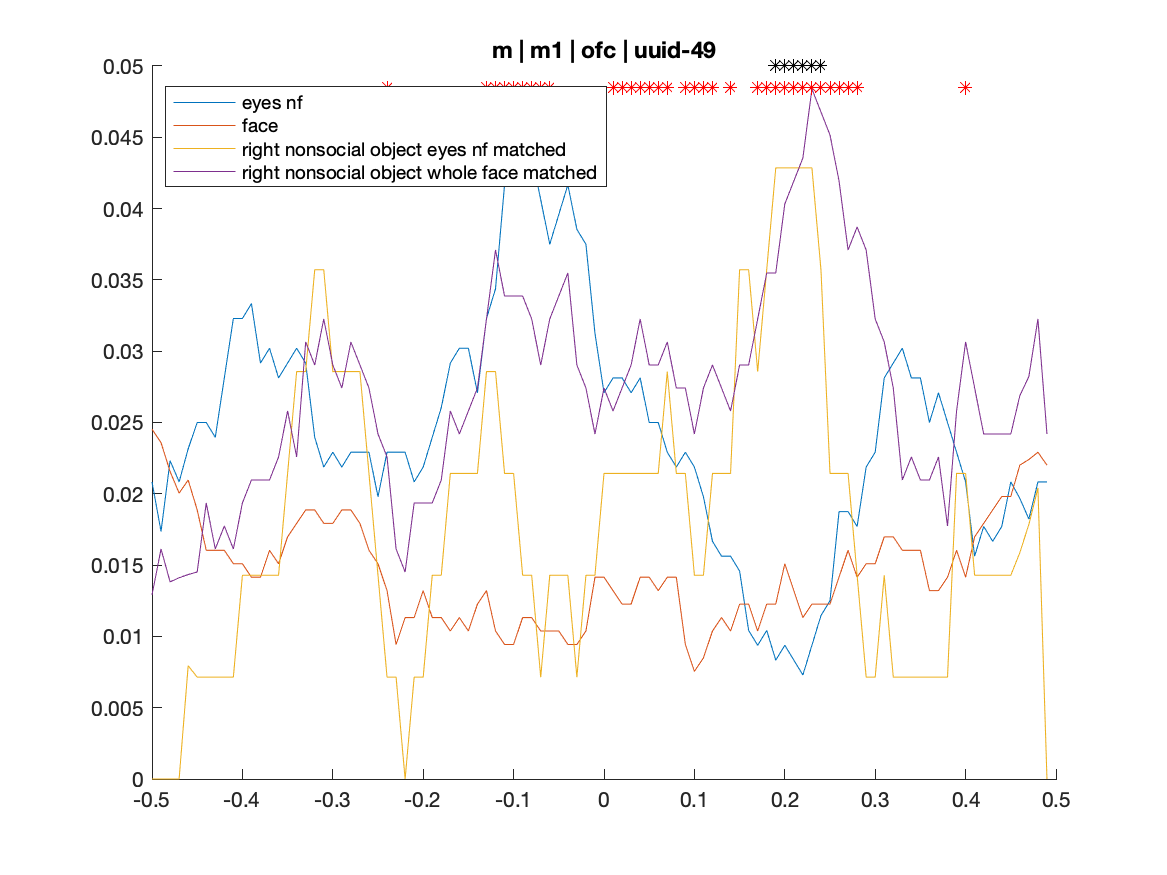 m | m1 | ofc | uuid-49
0.05
0.045
0.04
0.035
0.03
0.025
0.02
0.015
0.01
0.005
0
eyes nf
face
right nonsocial object eyes nf matched
right nonsocial object whole face matched
-0.5 -0.4 -0.3 -0.2 -0.1 0 0.1 0.2 0.3 0.4 0.5